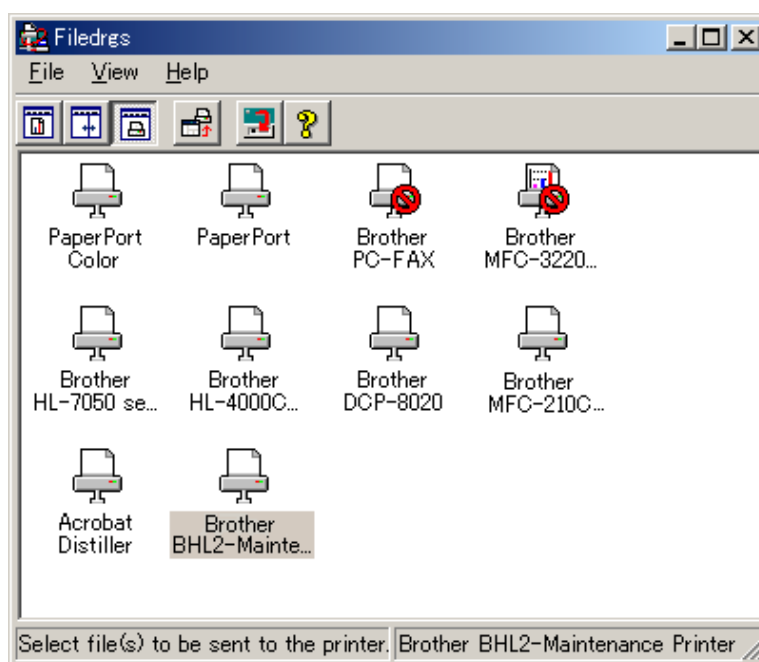 Filedrgs
File View Help
PaperPort
Color
PaperPort
Brother
PC-FAX
Brother
MFC-3220...
Brother
HL-7050 se...
Brother
HL-4000C...
Brother
DCP-8020
Brother
MFC-210C...
Acrobat
Distiller
Brother
BHL2-Mainte...
Select file(s) to be sent to the printer. Brother BHL2-Maintenance Printer